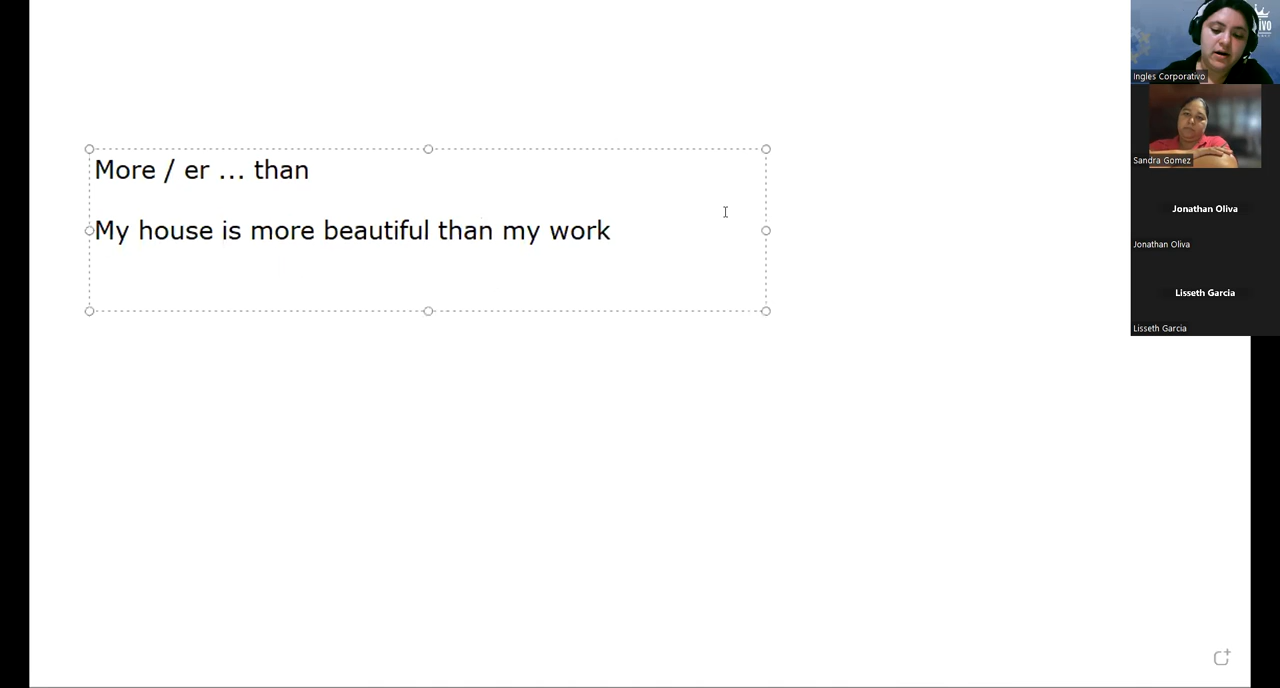 More / er ... than
My house is more beautiful than my work
IVO
Ingles Corporativo
Sandra Gomez
Jonathan Oliva
Jonathan Oliva
Lisseth Garcia
Lisseth Garcia